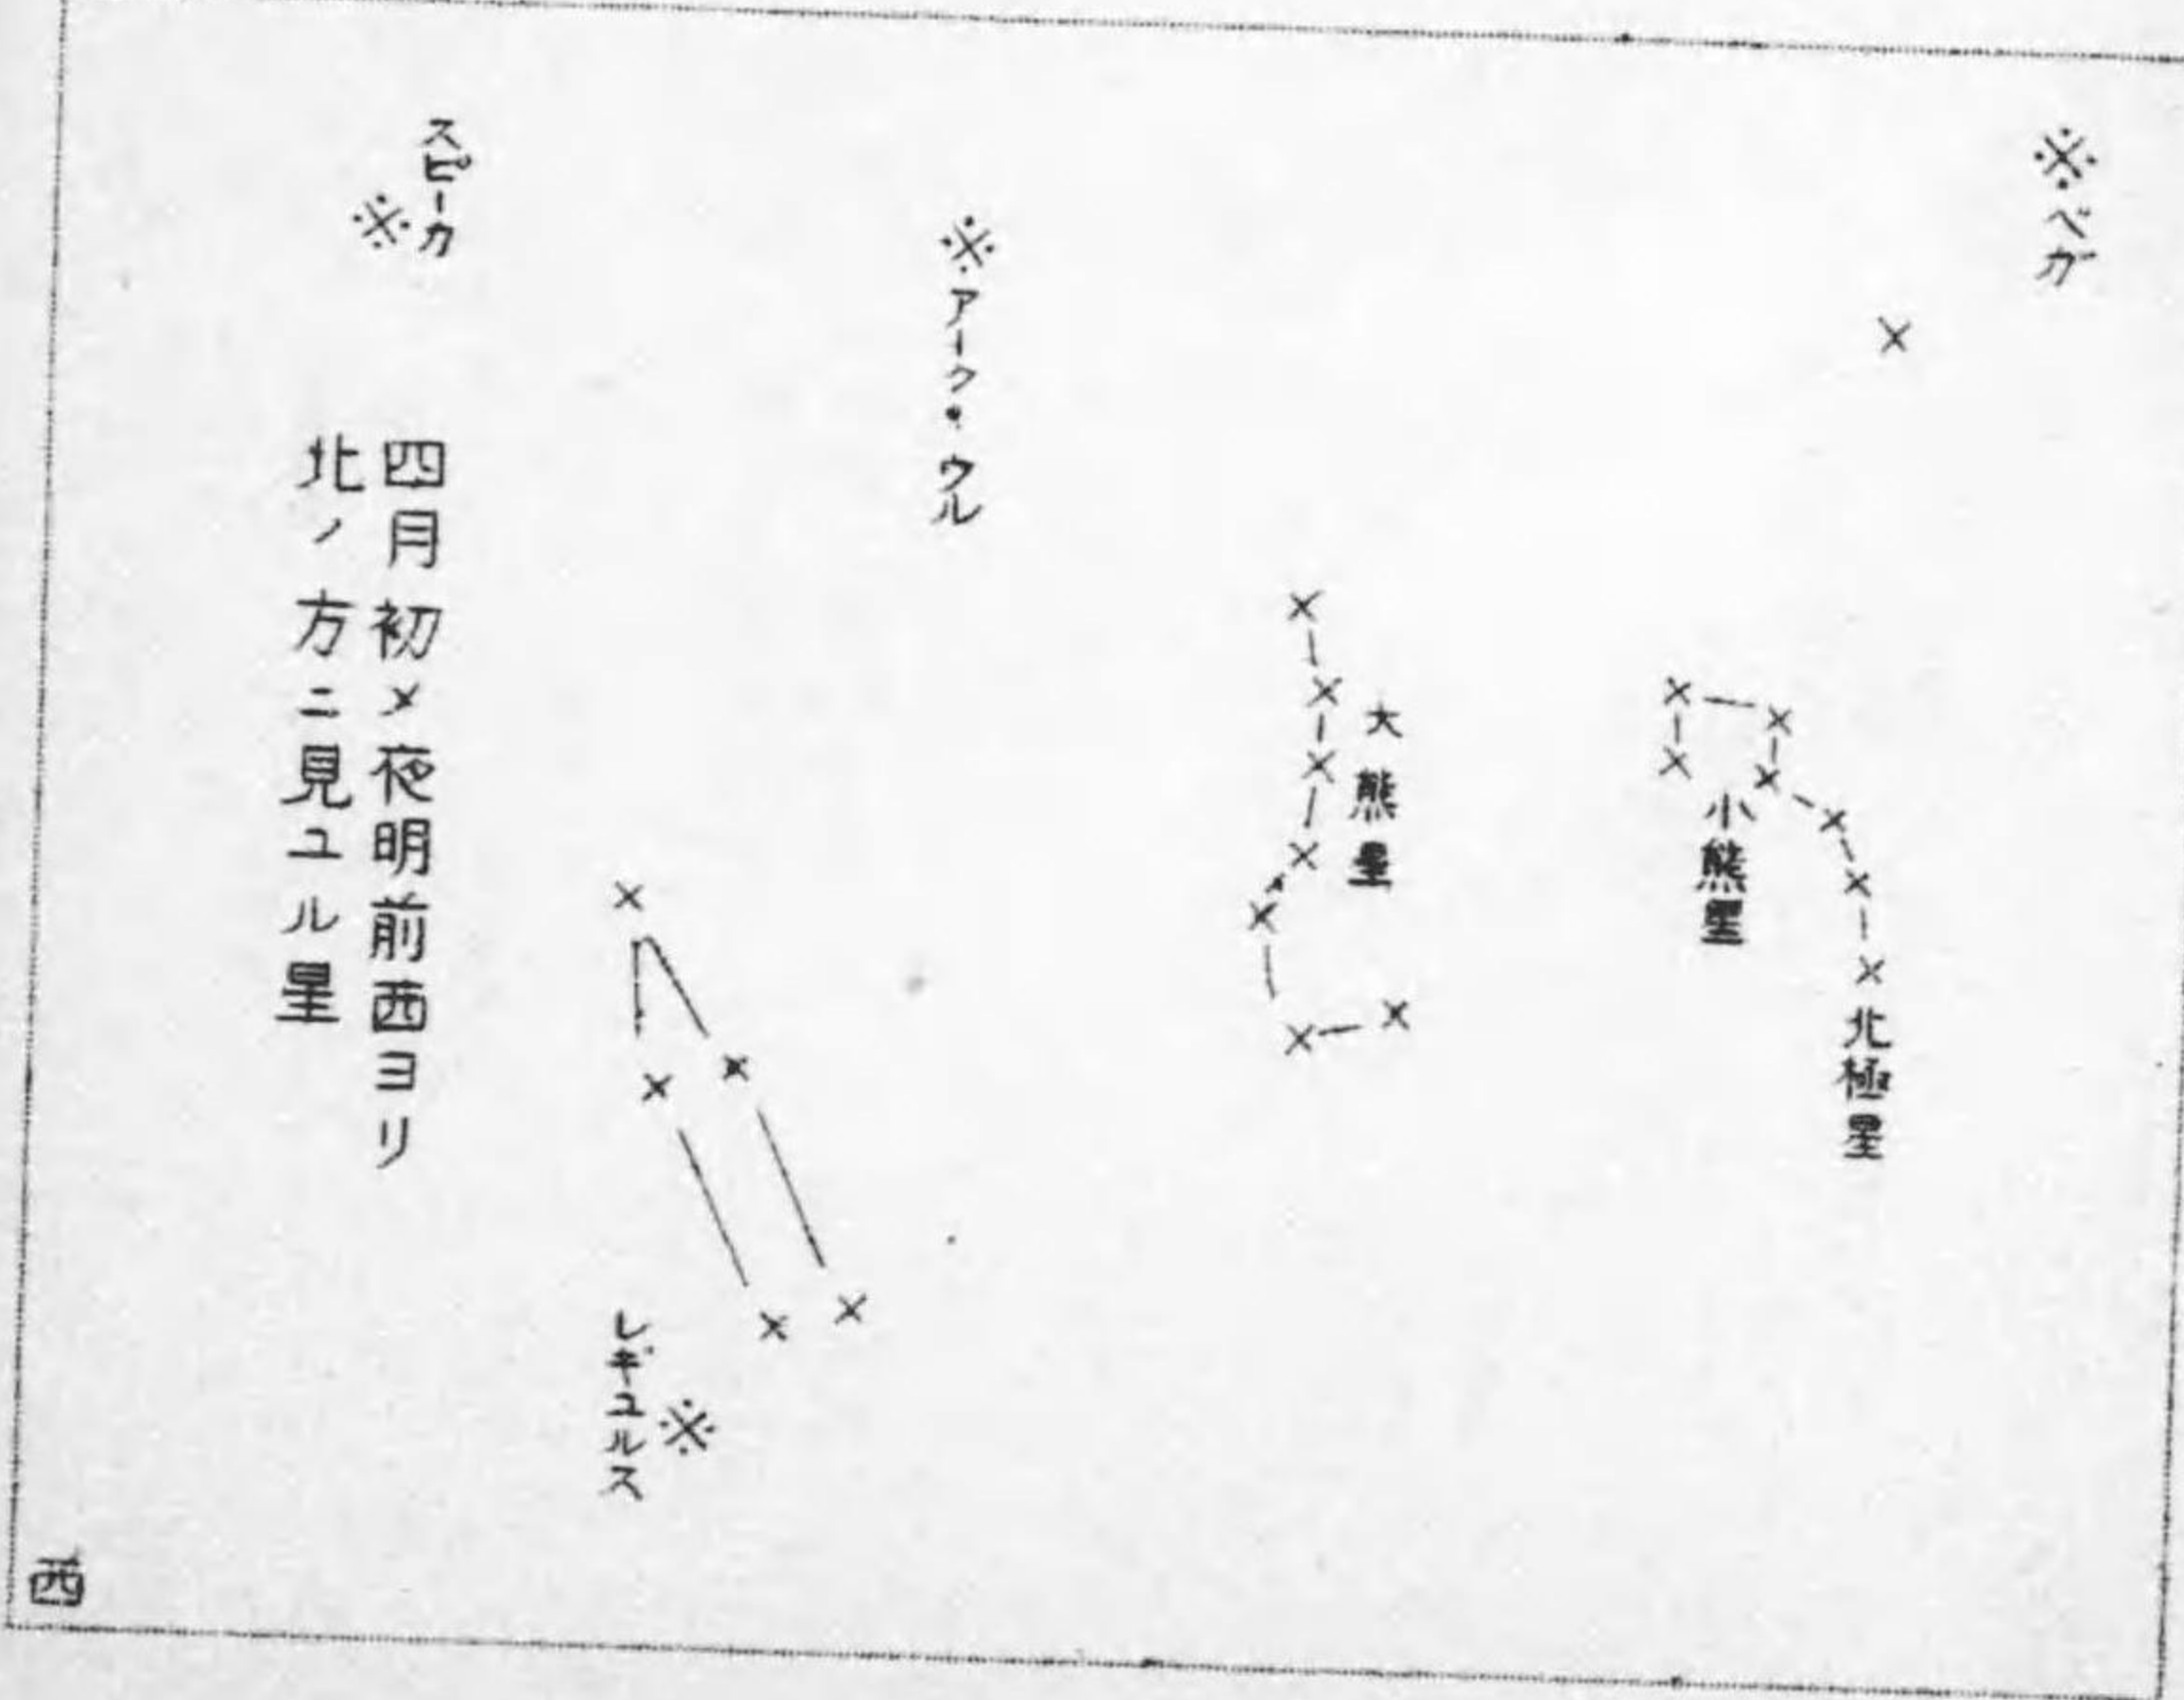 ベガ
北極星
小熊星
大熊星
アーク・ウル
スピーカ
四月初メ夜明前西ヨリ
北ノ方ニ見ユル星
レギユルス
西